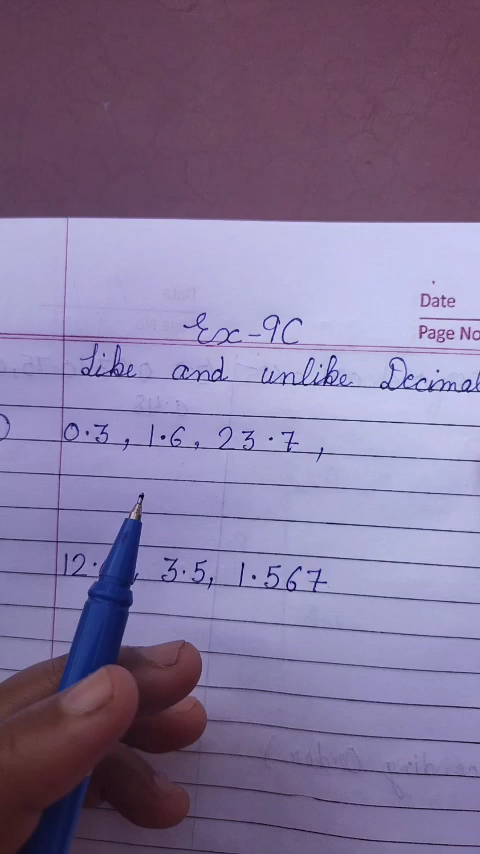 Date
Page No
Ex-9C
Like and unlike Decimal
) 0.3, 1.6, 23.7,
12. , 3.5, 1.567